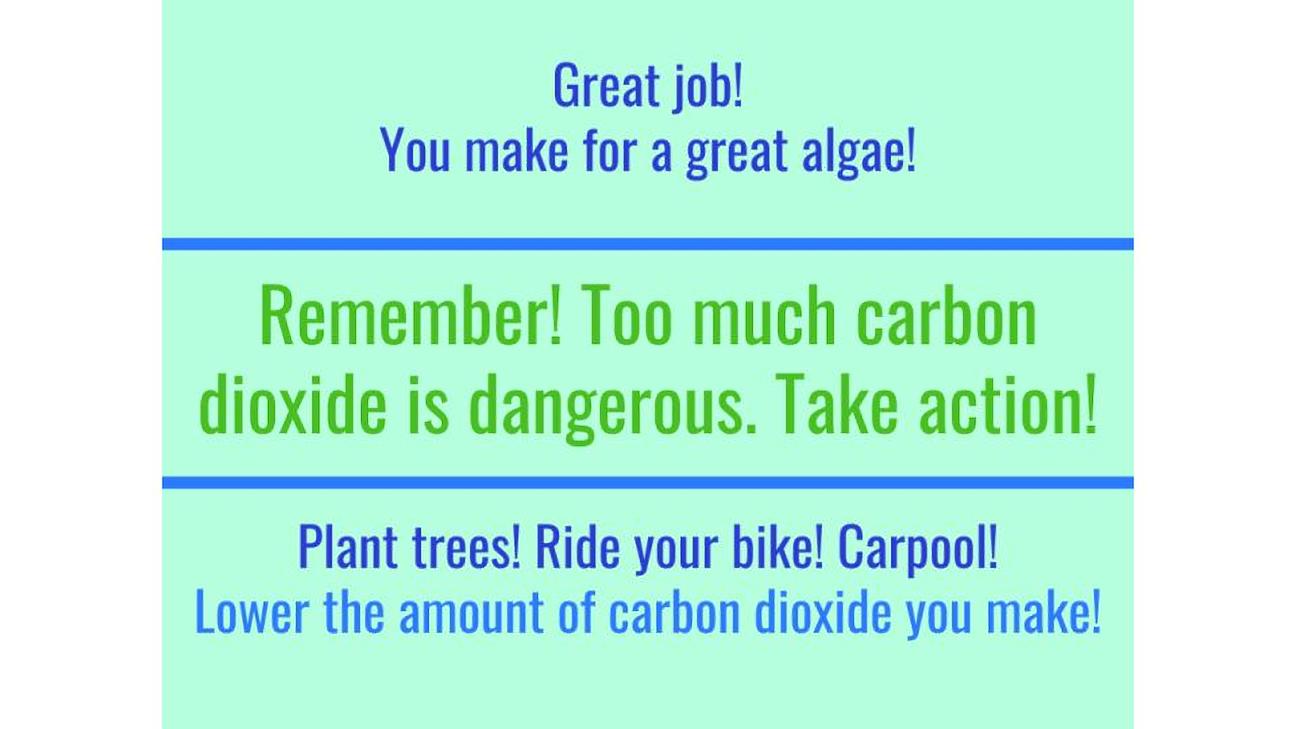 Great job!
You make for a great algae!
Remember! Too much carbon
dioxide is dangerous. Take action!
Plant trees! Ride your bike! Carpool!
Lower the amount of carbon dioxide you make!